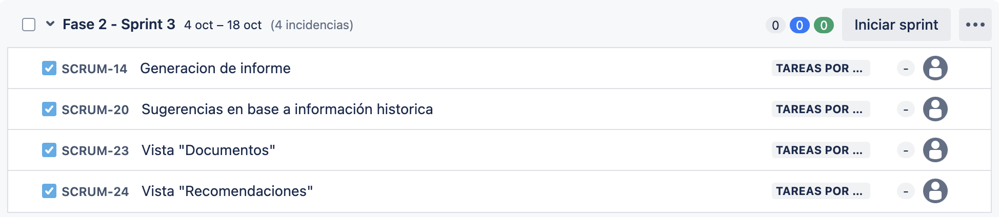 Fase 2 - Sprint 3 4 oct – 18 oct (4 incidencias) 0 0 0 Iniciar sprint
SCRUM-14 Generacion de informe TAREAS POR ... -
SCRUM-20 Sugerencias en base a información historica TAREAS POR ... -
SCRUM-23 Vista "Documentos" TAREAS POR ... -
SCRUM-24 Vista "Recomendaciones" TAREAS POR ... -